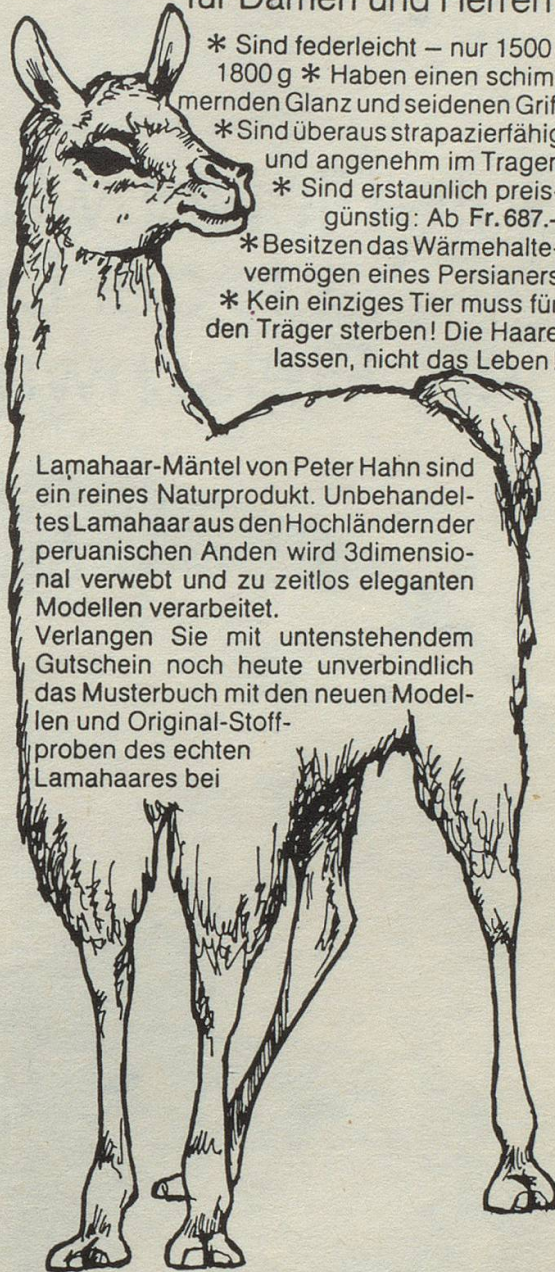 für Damen und Herren
* Sind federleicht – nur 1500
1800 g * Haben einen schim-
mernden Glanz und seidenen Grif
* Sind überaus strapazierfähig
und angenehm im Tragen
* Sind erstaunlich preis-
günstig: Ab Fr. 687.-
* Besitzen das Wärmehalte-
vermögen eines Persianers
* Kein einziges Tier muss für
den Träger sterben! Die Haare
lassen, nicht das Leben
Lamahaar-Mäntel von Peter Hahn sind
ein reines Naturprodukt. Unbehandel-
tes Lamahaar aus den Hochländern der
peruanischen Anden wird 3dimensio-
nal verwebt und zu zeitlos eleganten
Modellen verarbeitet.
Verlangen Sie mit untenstehendem
Gutschein noch heute unverbindlich
das Musterbuch mit den neuen Model-
len und Original-Stoff-
proben des echten
Lamahaares bei